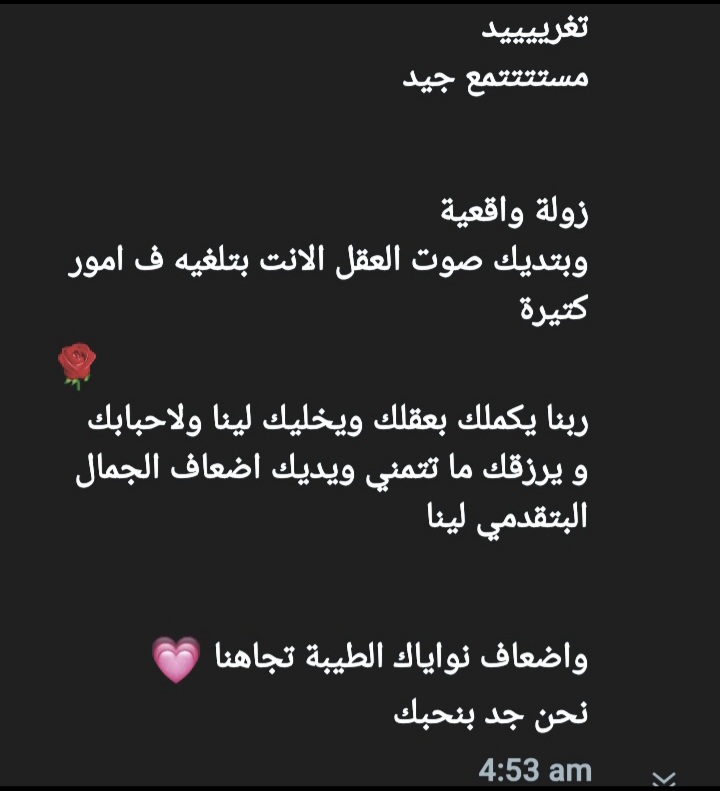 تغرييييد
مستتتتمع جيد
زولة واقعية
وبتديك صوت العقل الانت بتلغيه ف امور
كتيرة
🌹
ربنا يكملك بعقلك ويخليك لينا ولاحبابك
و يرزقك ما تتمني ويديك اضعاف الجمال
البتقدمي لينا
واضعاف نواياك الطيبة تجاهنا 💗
نحن جد بنحبك
4:53 am